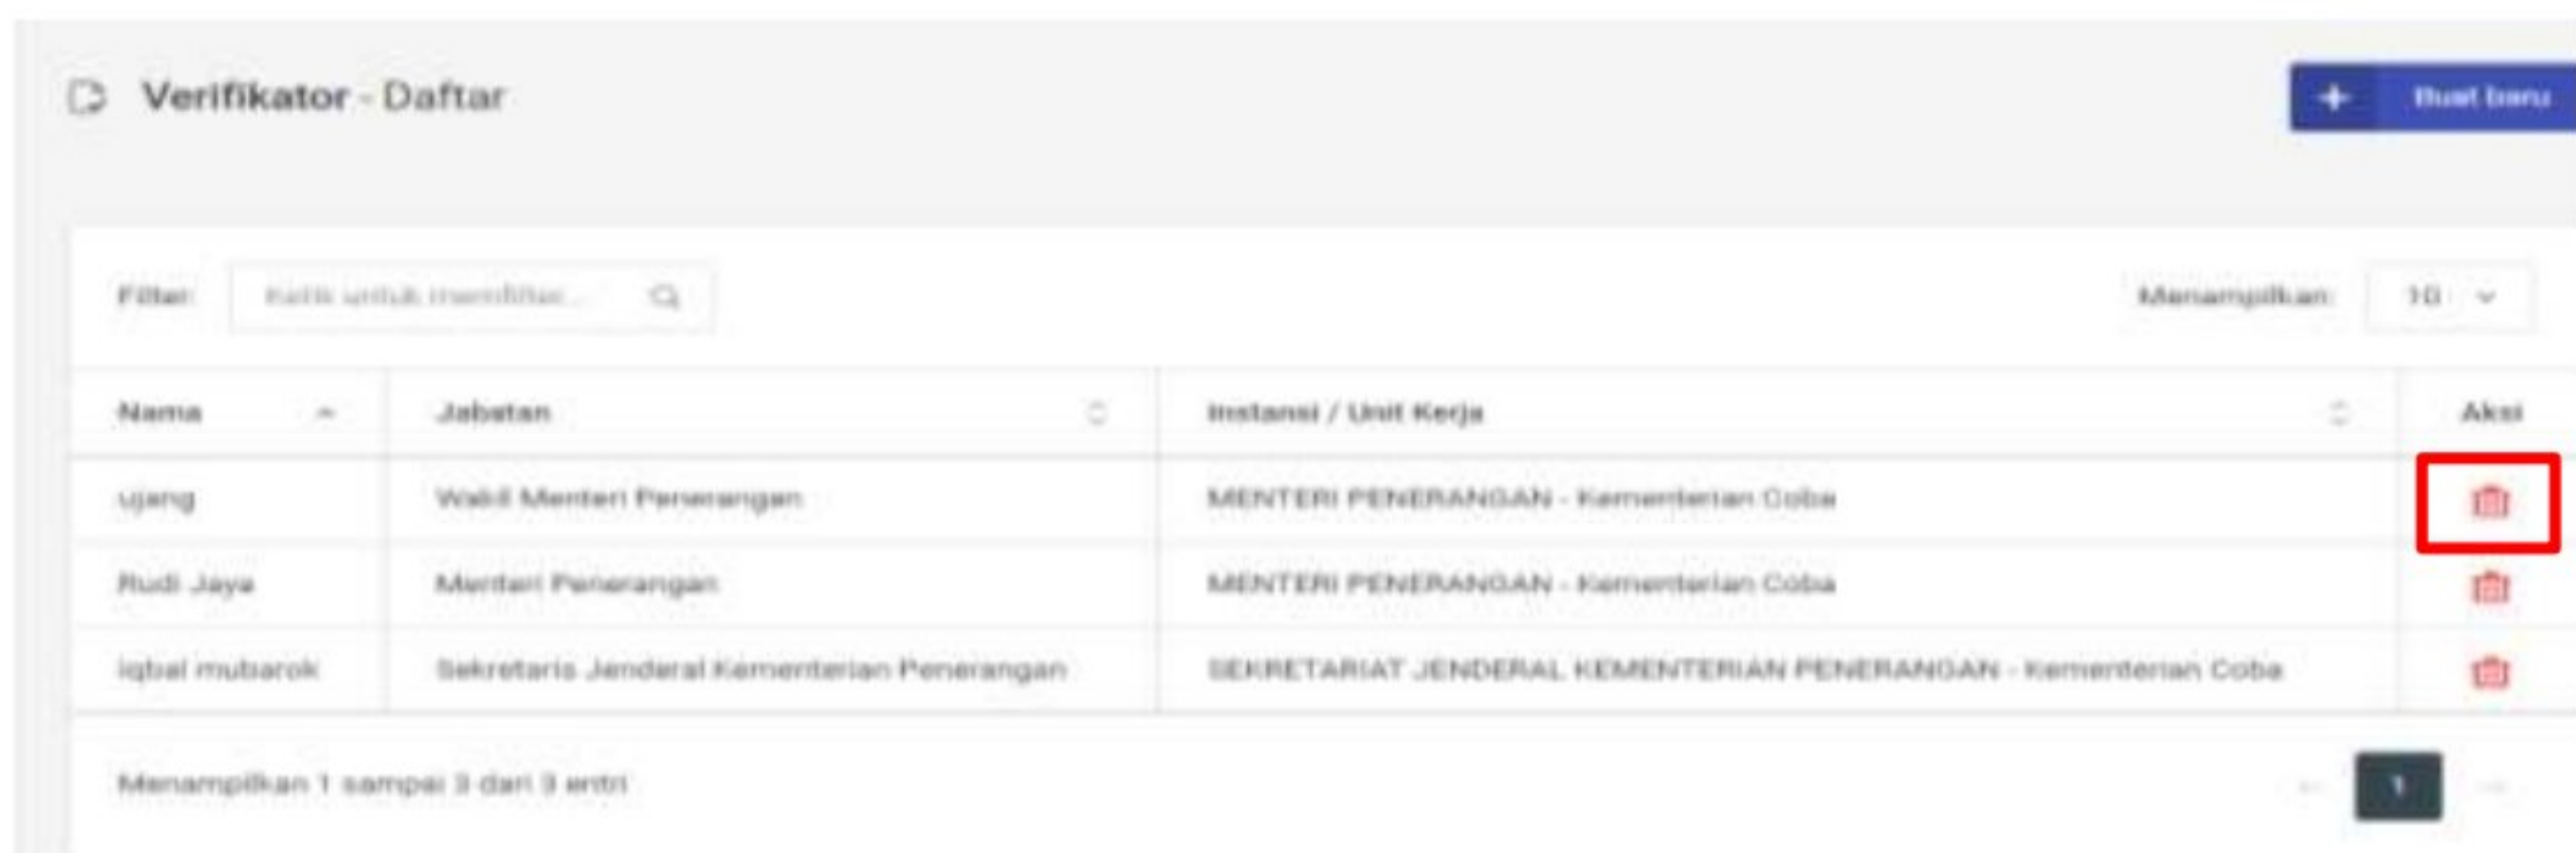 Verifikator - Daftar
+ Buat baru
Filter: Ketik untuk memfilter...
Menampilkan: 10
Nama Jabatan Instansi / Unit Kerja Aksi
ujang Wakil Menteri Penerangan MENTERI PENERANGAN - Kementerian Coba
Rudi Jaya Menteri Penerangan MENTERI PENERANGAN - Kementerian Coba
iqbal mubarok Sekretaris Jenderal Kementerian Penerangan SEKRETARIAT JENDERAL KEMENTERIAN PENERANGAN - Kementerian Coba
Menampilkan 1 sampai 3 dari 3 entri
← 1 →